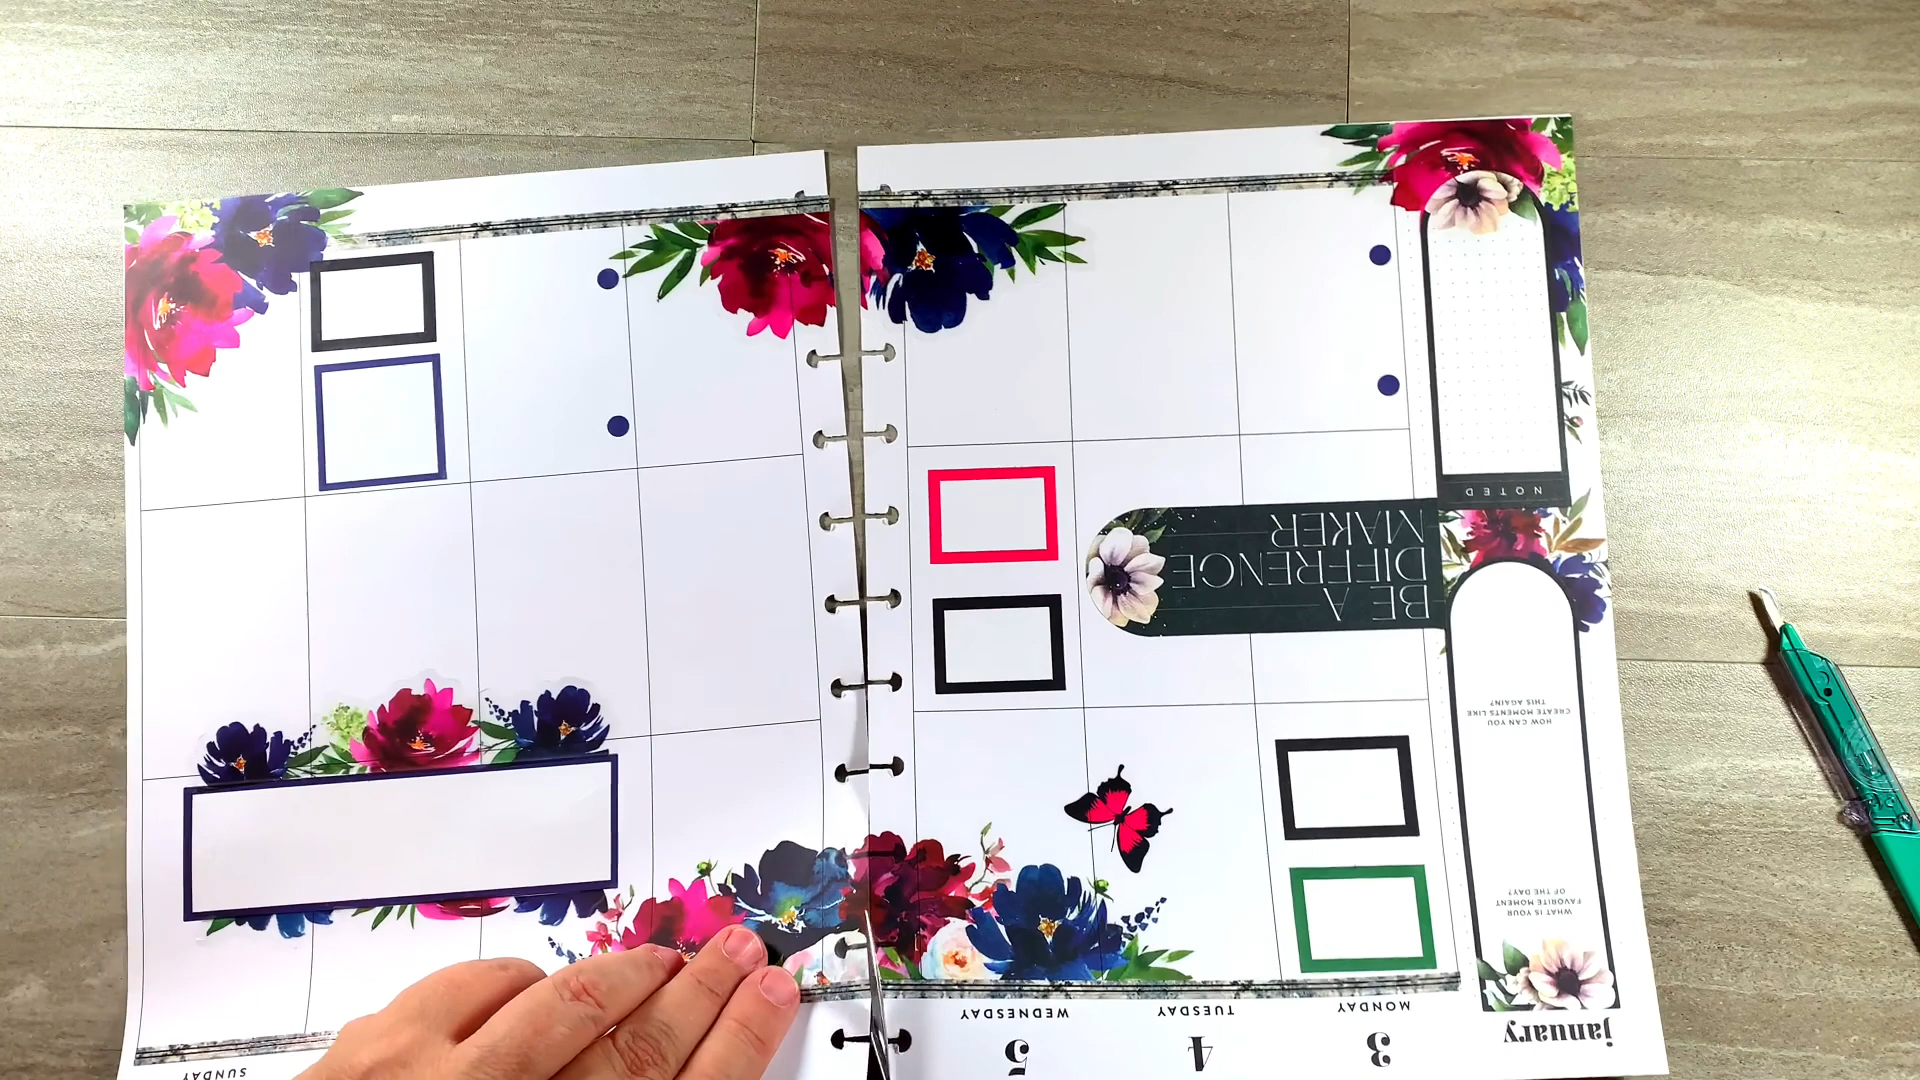 january
MONDAY
3
TUESDAY
4
WEDNESDAY
5
SUNDAY
WHAT IS YOUR
FAVORITE MOMENT
OF THE DAY?
HOW CAN YOU
CREATE MOMENTS LIKE
THIS AGAIN?
BE A
DIFFRENCE
MAKER
NOTED